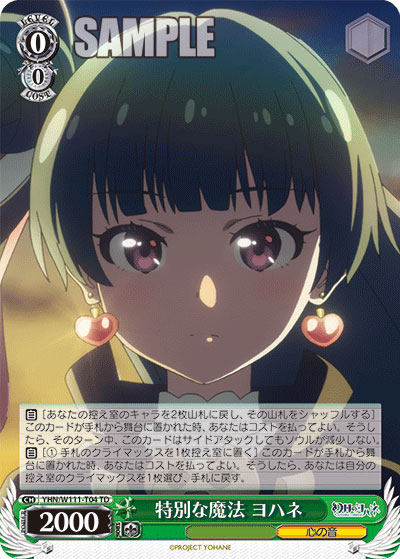 LEVEL
0
SAMPLE
0
COST
自［あなたの控え室のキャラを2枚山札に戻し、その山札をシャッフルする］
このカードが手札から舞台に置かれた時、あなたはコストを払ってよい。そうし
たら、そのターン中、このカードはサイドアタックしてもソウルが減少しない。
自［① 手札のクライマックスを1枚控え室に置く］このカードが手札から舞
台に置かれた時、あなたはコストを払ってよい。そうしたら、あなたは自分の
控え室のクライマックスを1枚選び、手札に戻す。
CH YHN/W111-T04 TD
2000
特別な魔法 ヨハネ
心の音
©PROJECT YOHANE